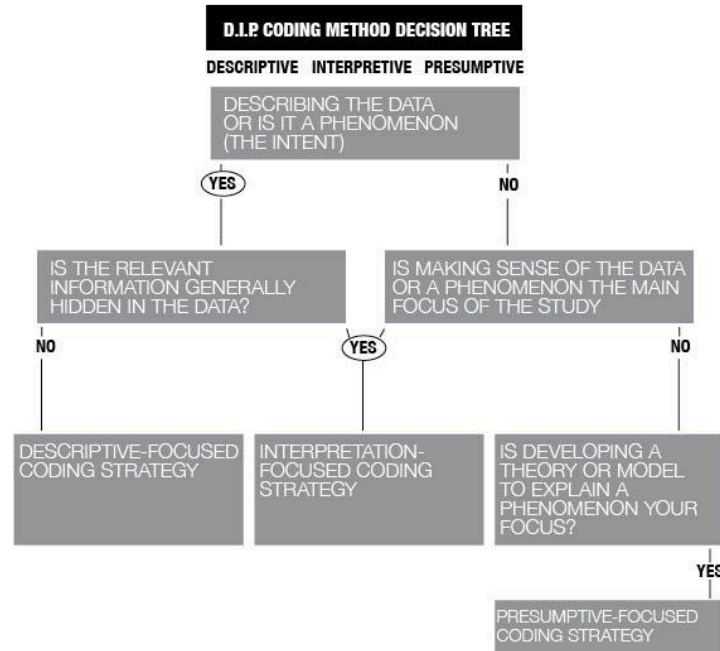 D.I.P. CODING METHOD DECISION TREE
DESCRIPTIVE INTERPRETIVE PRESUMPTIVE
DESCRIBING THE DATA
OR IS IT A PHENOMENON
(THE INTENT)
YES
NO
IS THE RELEVANT
INFORMATION GENERALLY
HIDDEN IN THE DATA?
IS MAKING SENSE OF THE DATA
OR A PHENOMENON THE MAIN
FOCUS OF THE STUDY
NO
YES
NO
DESCRIPTIVE-FOCUSED
CODING STRATEGY
INTERPRETATION-
FOCUSED CODING
STRATEGY
IS DEVELOPING A
THEORY OR MODEL
TO EXPLAIN A
PHENOMENON YOUR
FOCUS?
YES
PRESUMPTIVE-FOCUSED
CODING STRATEGY